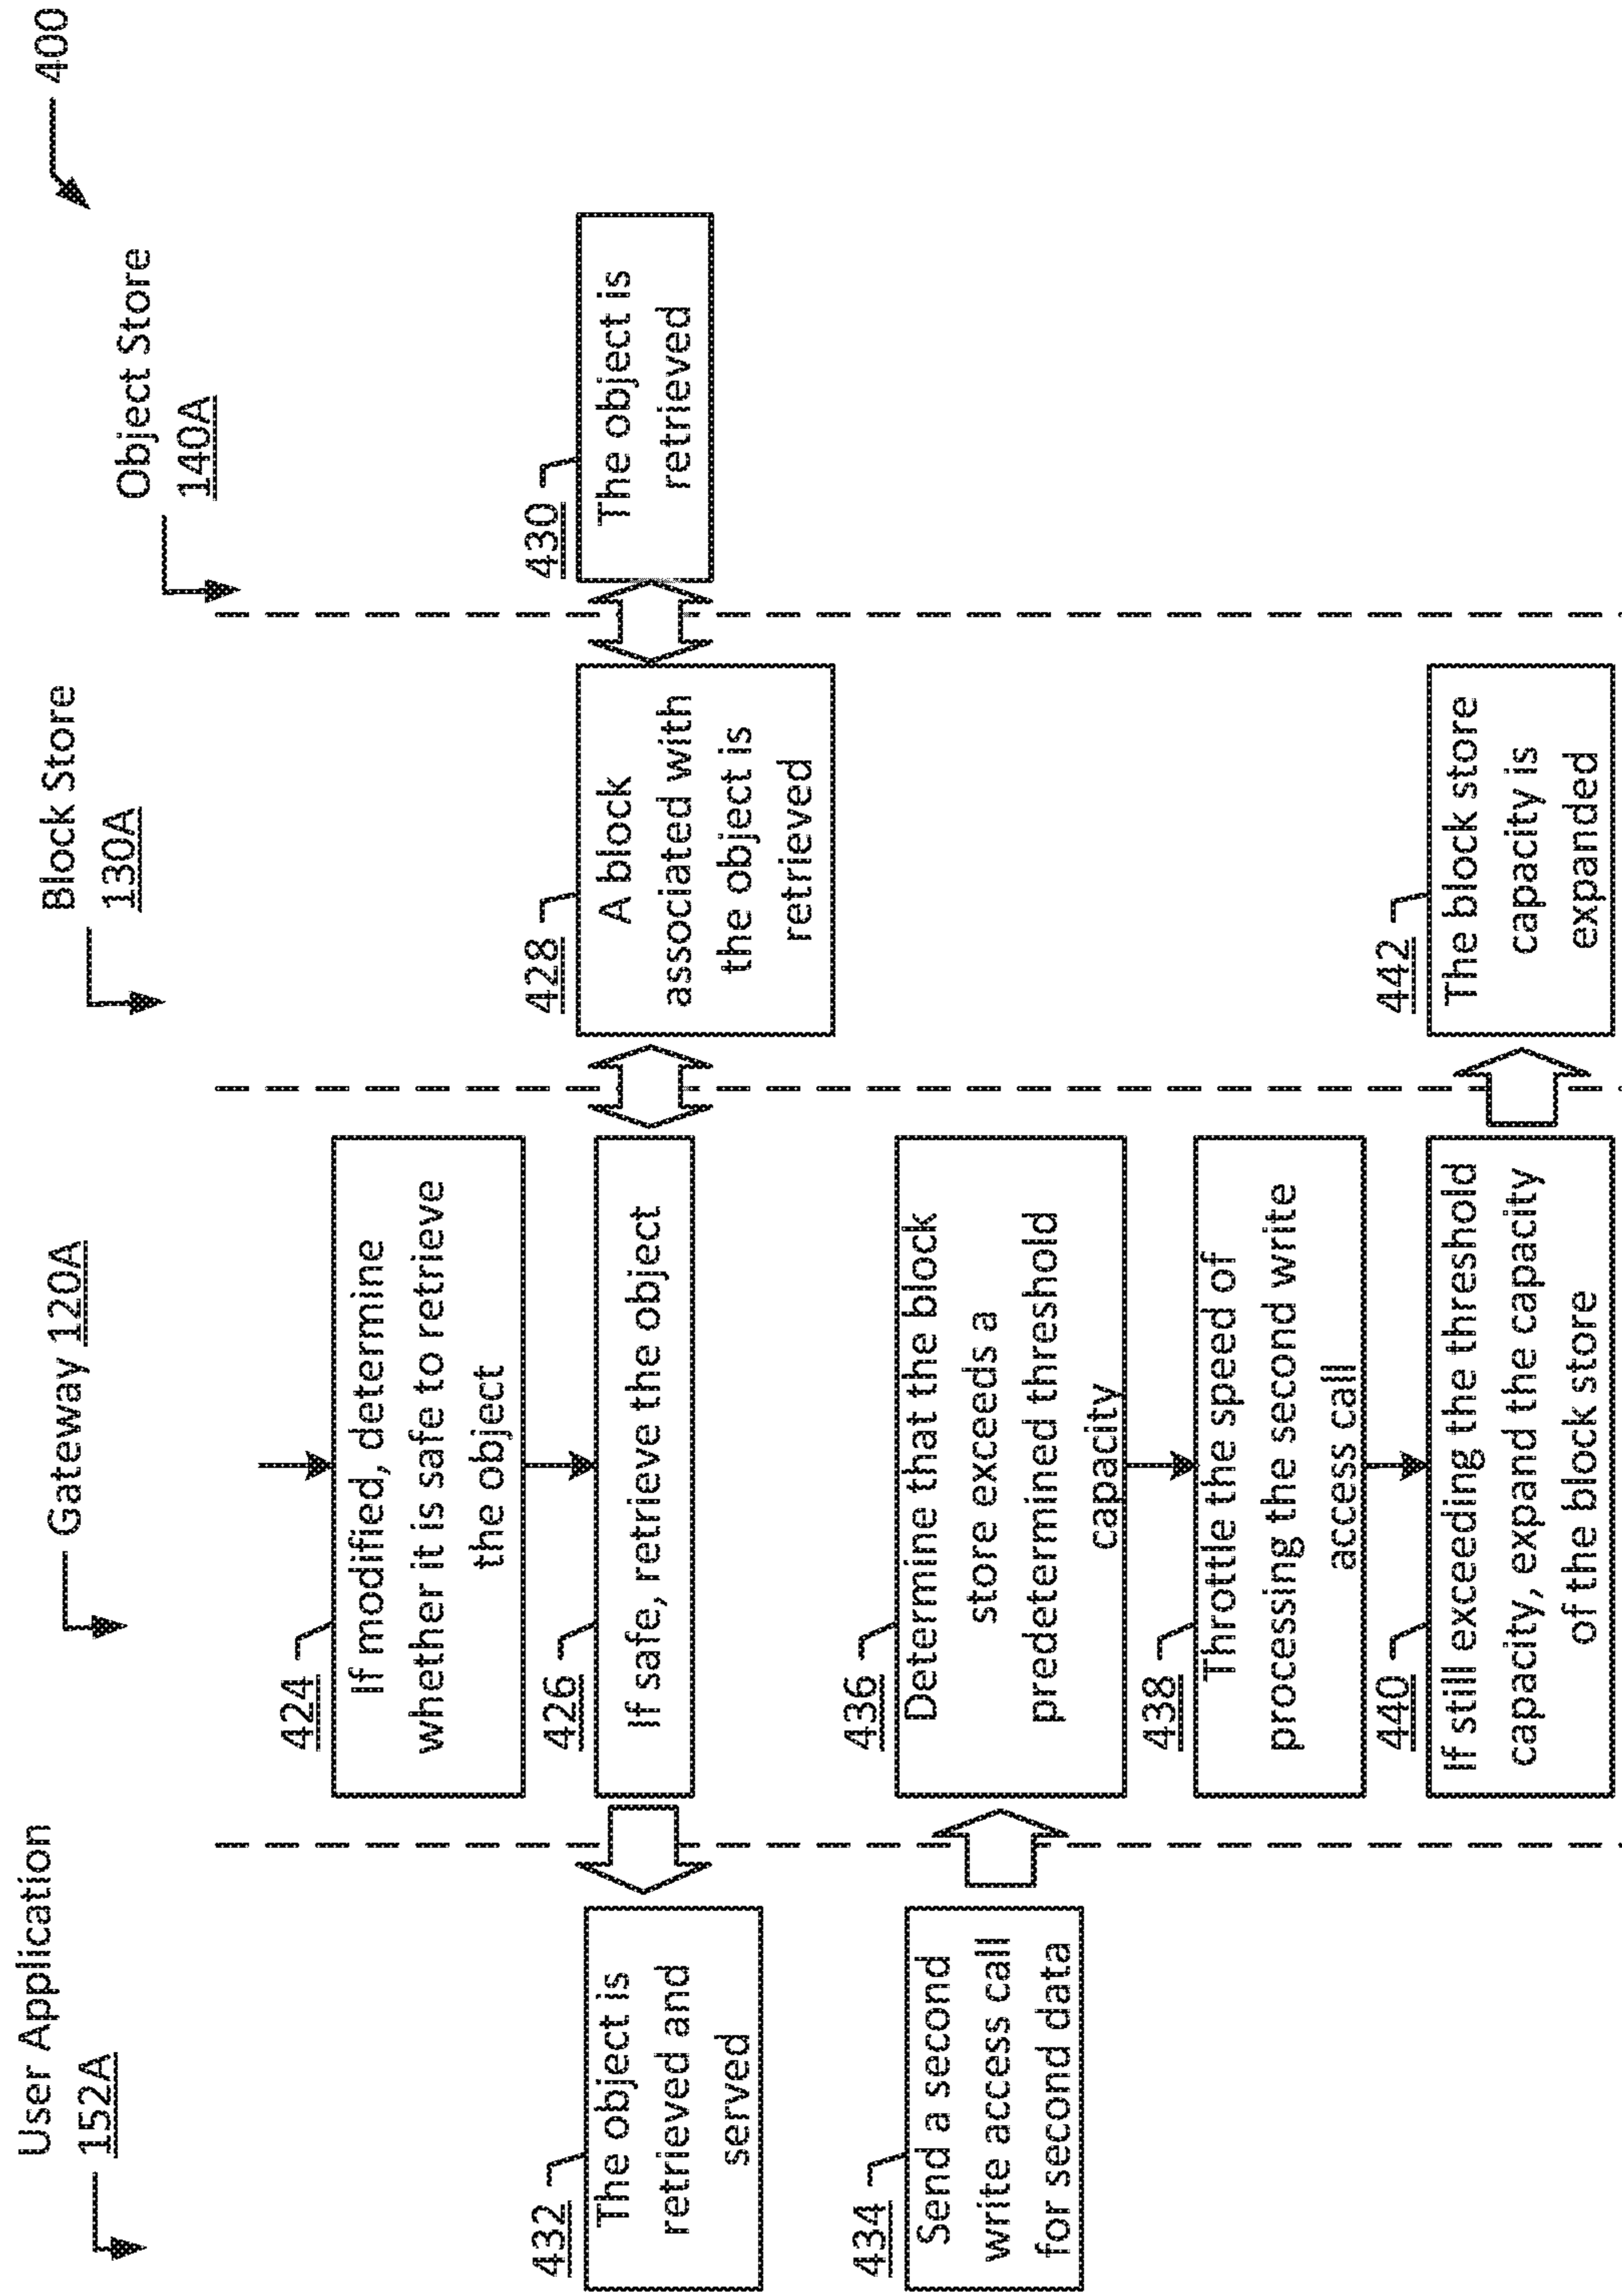 400
User Application
152A
Gateway 120A
Block Store
130A
Object Store
140A
424
If modified, determine
whether it is safe to retrieve
the object
426
If safe, retrieve the object
428
A block
associated with
the object is
retrieved
430
The object is
retrieved
432
The object is
retrieved and
served
434
Send a second
write access call
for second data
436
Determine that the block
store exceeds a
predetermined threshold
capacity
438
Throttle the speed of
processing the second write
access call
440
If still exceeding the threshold
capacity, expand the capacity
of the block store
442
The block store
capacity is
expanded